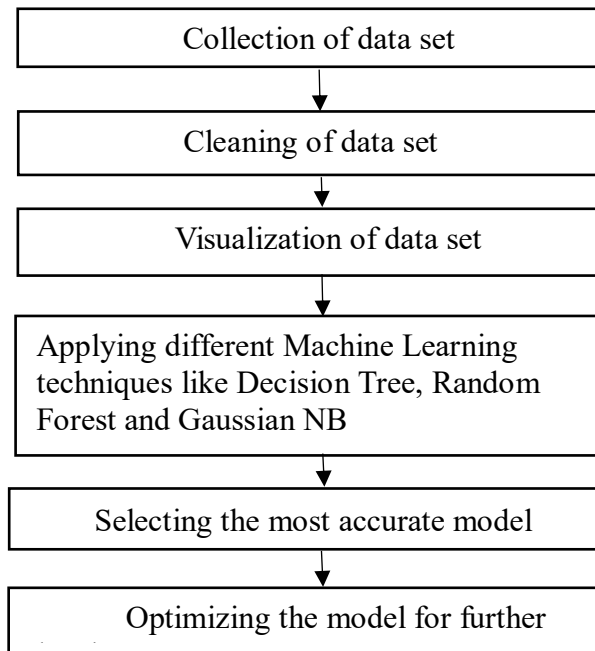 Collection of data set
Cleaning of data set
Visualization of data set
Applying different Machine Learning
techniques like Decision Tree, Random
Forest and Gaussian NB
Selecting the most accurate model
Optimizing the model for further